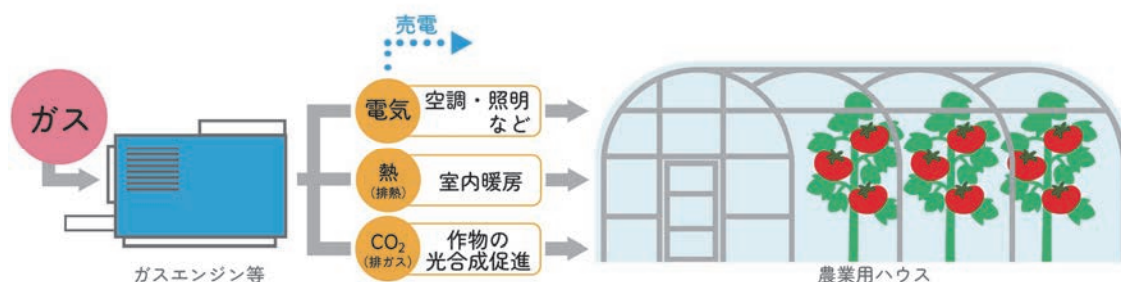 売電
ガス
電気
空調・照明
など
熱
(排熱)
室内暖房
CO₂
(排ガス)
作物の
光合成促進
ガスエンジン等
農業用ハウス